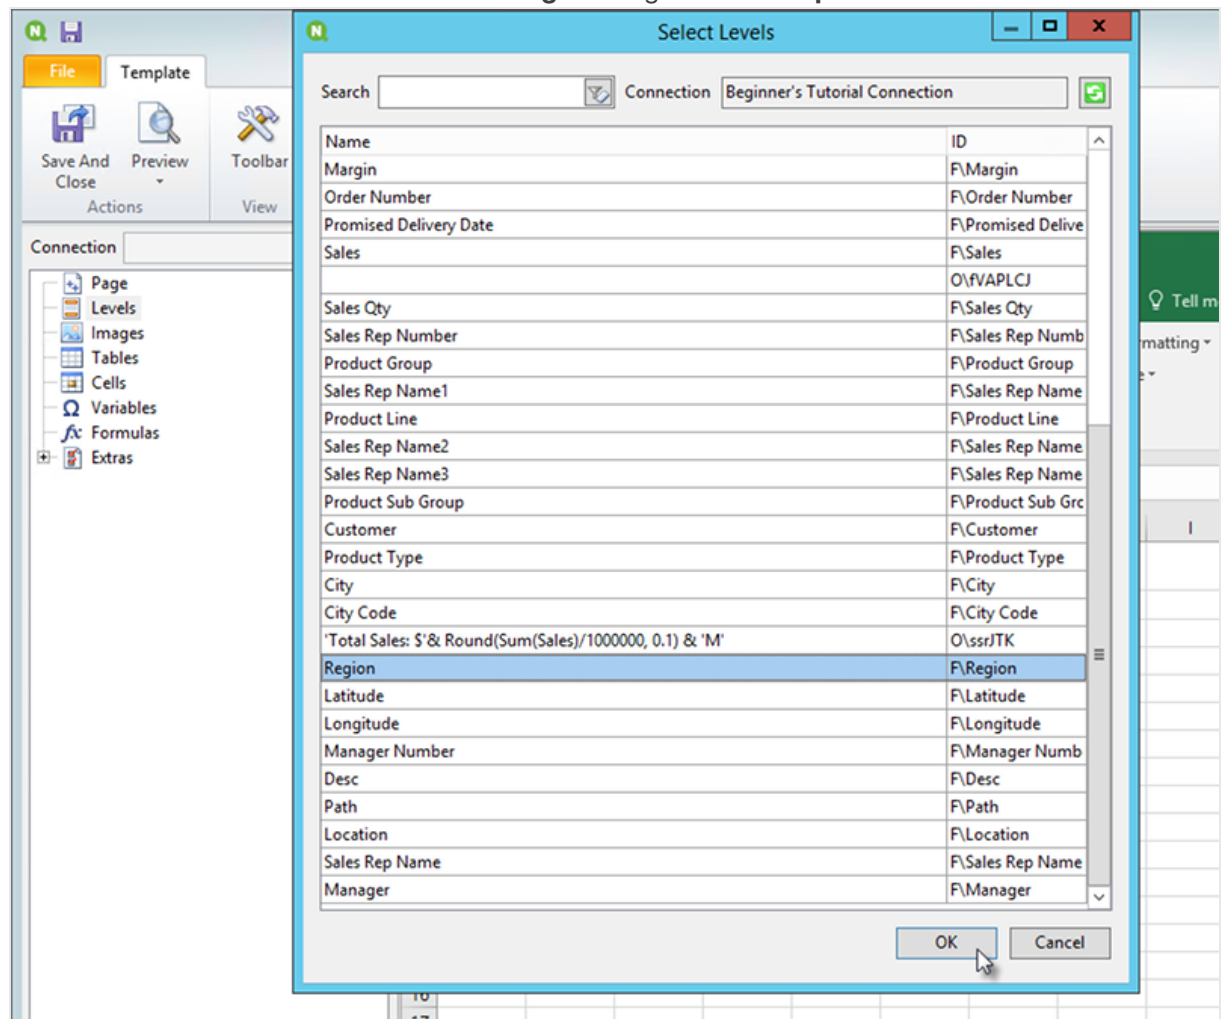 Select Levels
File Template
Search Connection Beginner's Tutorial Connection
Save And Close Preview Toolbar
Actions View
Connection
Page
Levels
Images
Tables
Cells
Variables
Formulas
Extras
Name ID
Margin F\Margin
Order Number F\Order Number
Promised Delivery Date F\Promised Delive
Sales F\Sales
O\fVAPLCJ
Sales Qty F\Sales Qty
Sales Rep Number F\Sales Rep Numb
Product Group F\Product Group
Sales Rep Name1 F\Sales Rep Name
Product Line F\Product Line
Sales Rep Name2 F\Sales Rep Name
Sales Rep Name3 F\Sales Rep Name
Product Sub Group F\Product Sub Grc
Customer F\Customer
Product Type F\Product Type
City F\City
City Code F\City Code
'Total Sales: $'& Round(Sum(Sales)/1000000, 0.1) & 'M' O\ssrJTK
Region F\Region
Latitude F\Latitude
Longitude F\Longitude
Manager Number F\Manager Numb
Desc F\Desc
Path F\Path
Location F\Location
Sales Rep Name F\Sales Rep Name
Manager F\Manager
OK Cancel
Tell m
matting
I